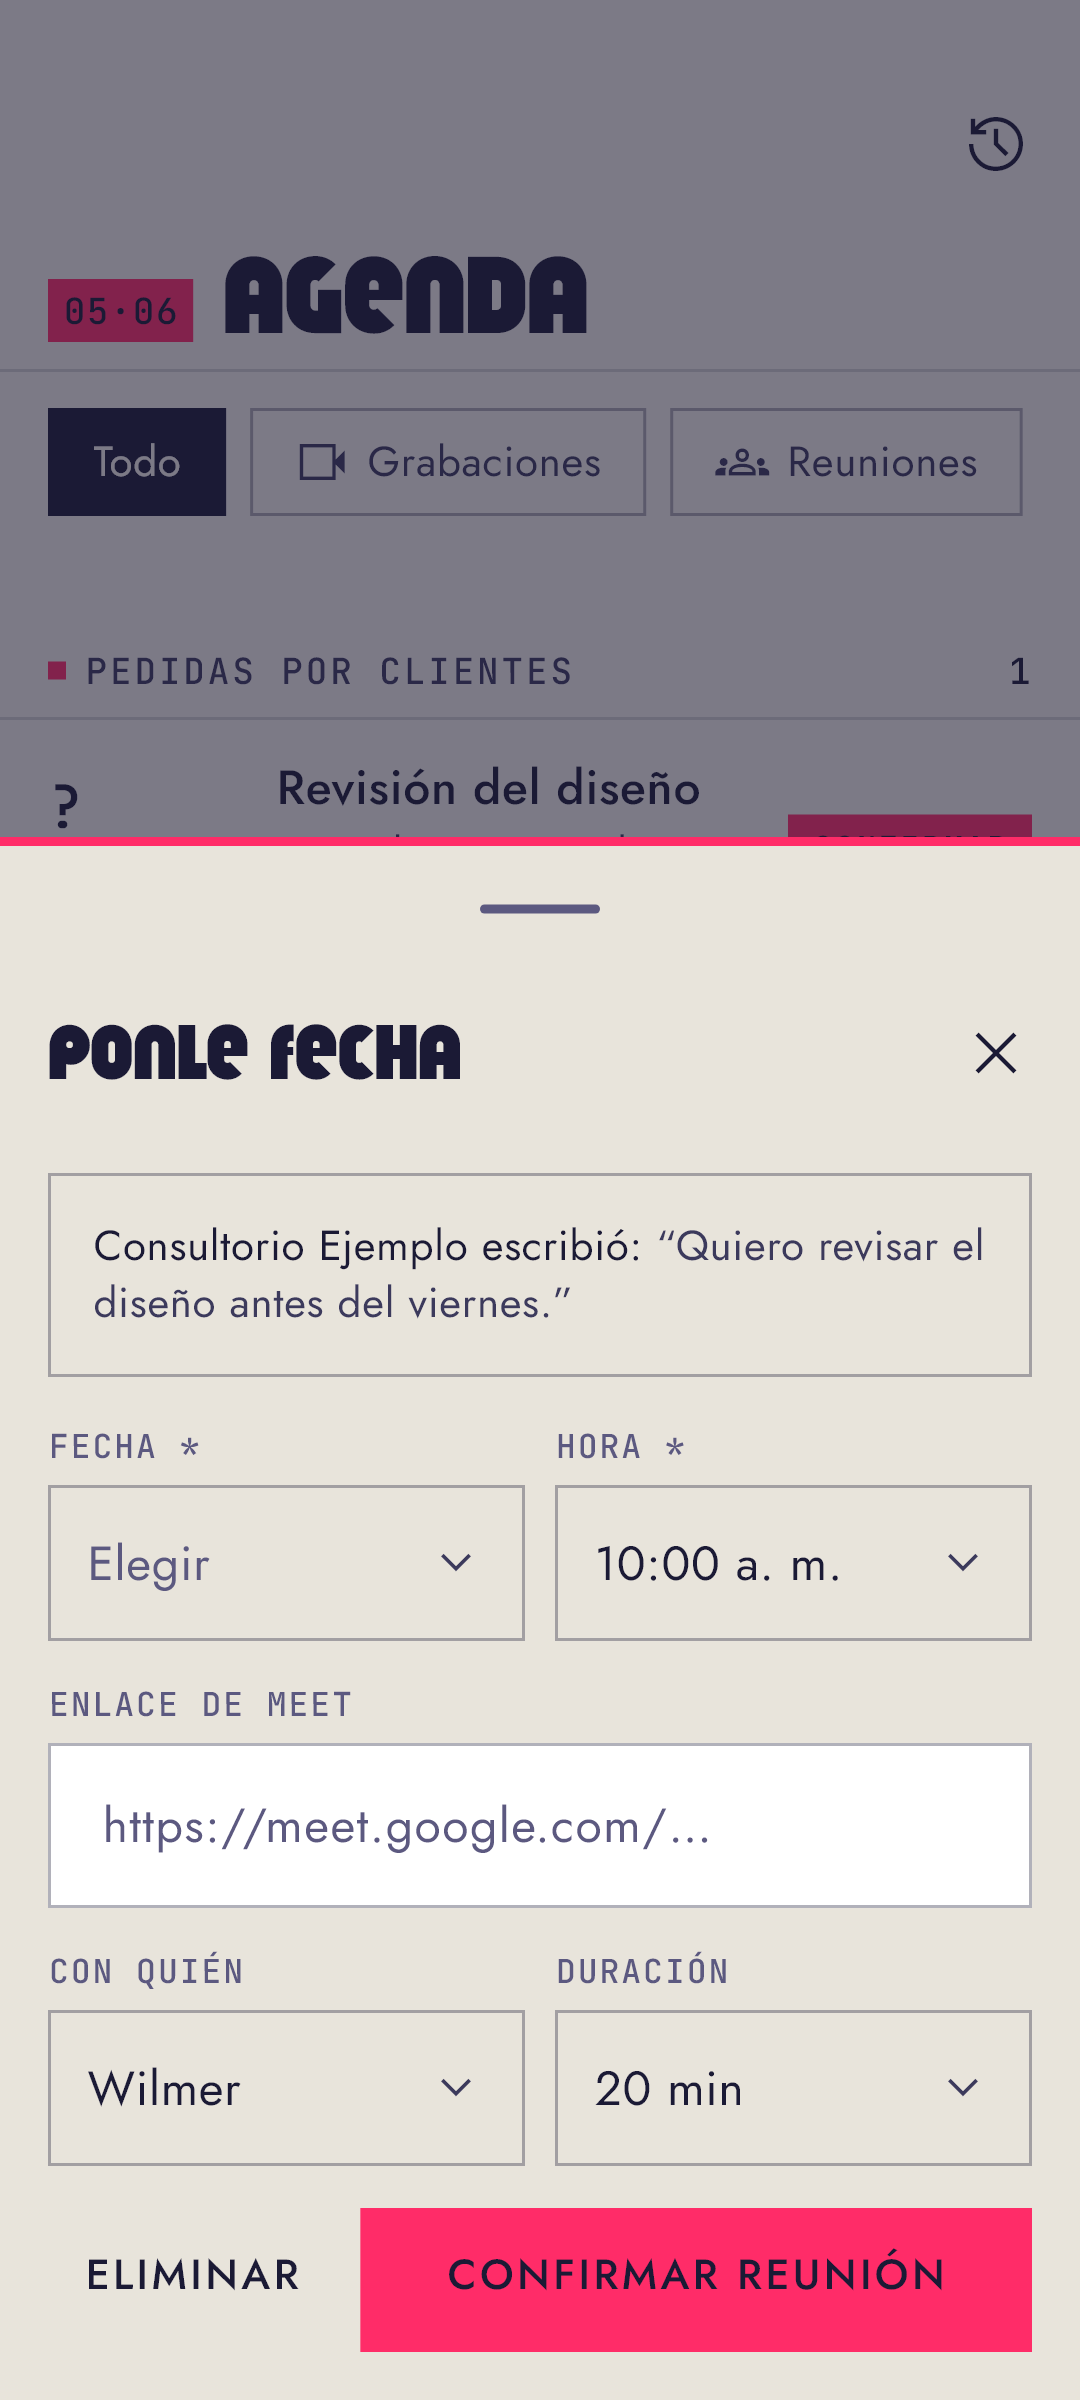 05·06 AGENDA
Todo Grabaciones Reuniones
PEDIDAS POR CLIENTES 1
? Revisión del diseño
PONLE FECHA
Consultorio Ejemplo escribió: “Quiero revisar el
diseño antes del viernes.”
FECHA * HORA *
Elegir 10:00 a. m.
ENLACE DE MEET
https://meet.google.com/...
CON QUIÉN DURACIÓN
Wilmer 20 min
ELIMINAR CONFIRMAR REUNIÓN